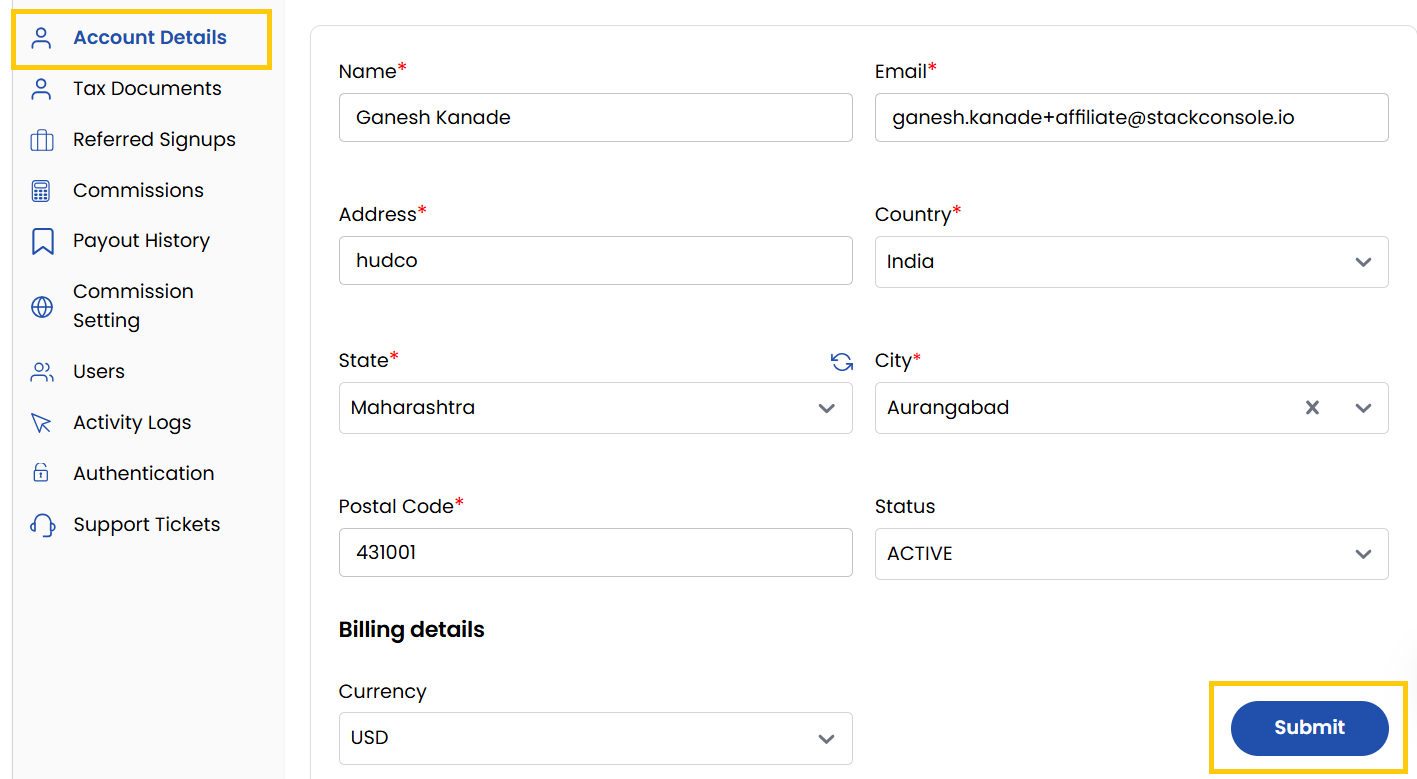 Account Details
Tax Documents
Referred Signups
Commissions
Payout History
Commission
Setting
Users
Activity Logs
Authentication
Support Tickets
Name* Email*
Ganesh Kanade ganesh.kanade+affiliate@stackconsole.io
Address* Country*
hudco India
State* City*
Maharashtra Aurangabad
Postal Code* Status
431001 ACTIVE
Billing details
Currency
USD
Submit